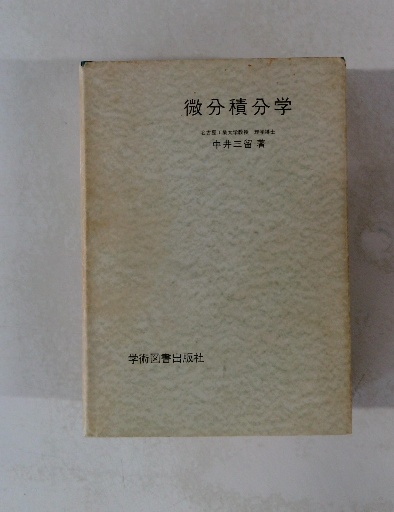 微分積分学
名古屋工業大学教授 理学博士
中井三留 著
学術図書出版社